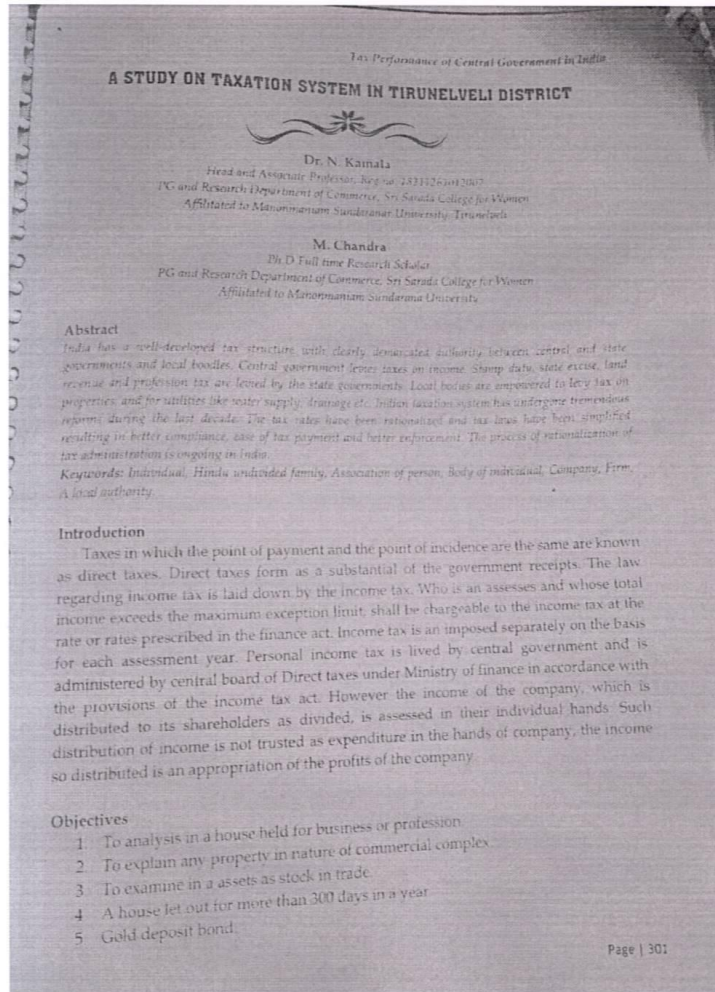 Tax Performance of Central Government in India
A STUDY ON TAXATION SYSTEM IN TIRUNELVELI DISTRICT
Dr. N. Kamala
Head and Associate Professor, Reg no.
PG and Research Department of Commerce, Sri Sarada College for Women
Affilitated to Manonmaniam Sundaranar University, Tirunelveli
M. Chandra
Ph.D Full time Research Scholar
PG and Research Department of Commerce, Sri Sarada College for Women
Affilitated to Manonmaniam Sundarana University
Abstract
India has a well-developed tax structure with clearly demarcated authority between central and state
governments and local boodies. Central government levies taxes on income. Stamp duty, state excise, land
revenue and profession tax are levied by the state governments. Local bodies are empowered to levy tax on
properties and for utilities like water supply, drainage etc. Indian taxation system has undergone tremendous
reforms during the last decade. The tax rates have been rationalized and tax laws have been simplified
resulting in better compliance, ease of tax payment and better enforcement. The process of rationalization of
tax administration is ongoing in India.
Keywords: Individual, Hindu undivided family, Association of person, Body of individual, Company, Firm,
A local authority.
Introduction
Taxes in which the point of payment and the point of incidence are the same are known
as direct taxes. Direct taxes form as a substantial of the government receipts. The law
regarding income tax is laid down by the income tax. Who is an assesses and whose total
income exceeds the maximum exception limit, shall be chargeable to the income tax at the
rate or rates prescribed in the finance act. Income tax is an imposed separately on the basis
for each assessment year. Personal income tax is lived by central government and is
administered by central board of Direct taxes under Ministry of finance in accordance with
the provisions of the income tax act. However the income of the company, which is
distributed to its shareholders as divided, is assessed in their individual hands. Such
distribution of income is not trusted as expenditure in the hands of company, the income
so distributed is an appropriation of the profits of the company
Objectives
1 To analysis in a house held for business or profession.
2 To explain any property in nature of commercial complex
3 To examine in a assets as stock in trade.
4 A house let out for more than 300 days in a year
5 Gold deposit bond.
Page | 301